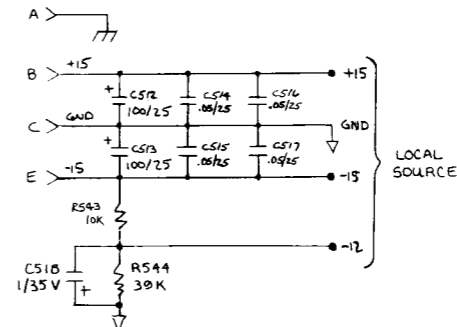 A
B +15 +15
+ C512 100/25
C514 .05/25
C516 .05/25
C GND GND
+ C513 100/25
C515 .05/25
C517 .05/25
E -15 -15
LOCAL
SOURCE
R543
10K
-12
C518
1/35V
+
R544
39K